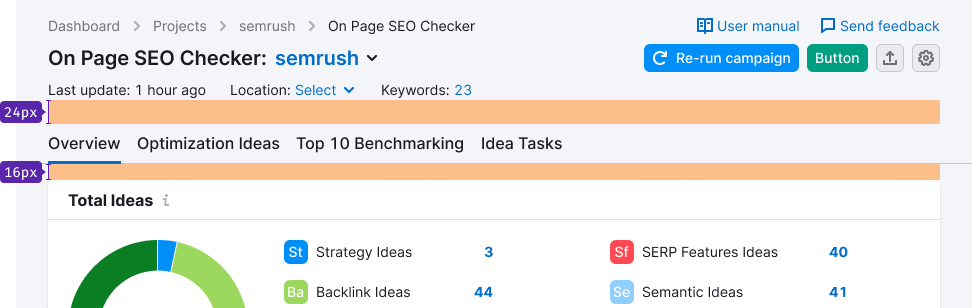 Dashboard > Projects > semrush > On Page SEO Checker
User manual Send feedback
On Page SEO Checker: semrush
Re-run campaign Button
Last update: 1 hour ago Location: Select Keywords: 23
24px
Overview Optimization Ideas Top 10 Benchmarking Idea Tasks
16px
Total Ideas i
St Strategy Ideas 3 Sf SERP Features Ideas 40
Ba Backlink Ideas 44 Se Semantic Ideas 41